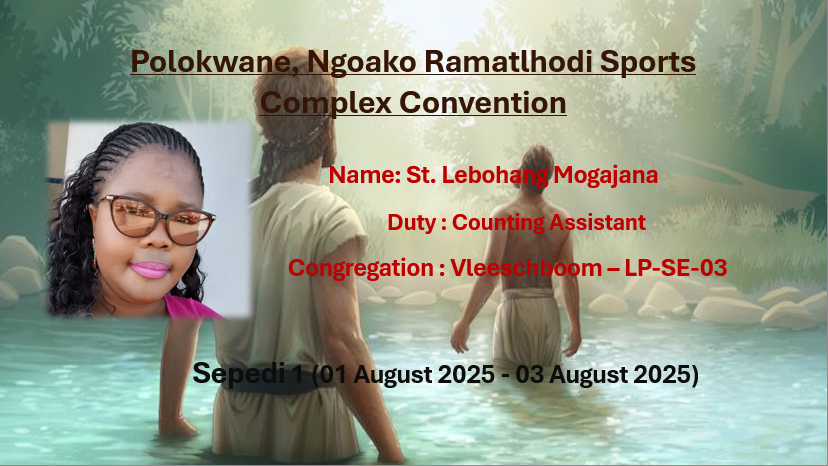 Polokwane, Ngoako Ramatlhodi Sports
Complex Convention
Name: St. Lebohang Mogajana
Duty : Counting Assistant
Congregation : Vleeschboom – LP-SE-03
Sepedi 1 (01 August 2025 - 03 August 2025)